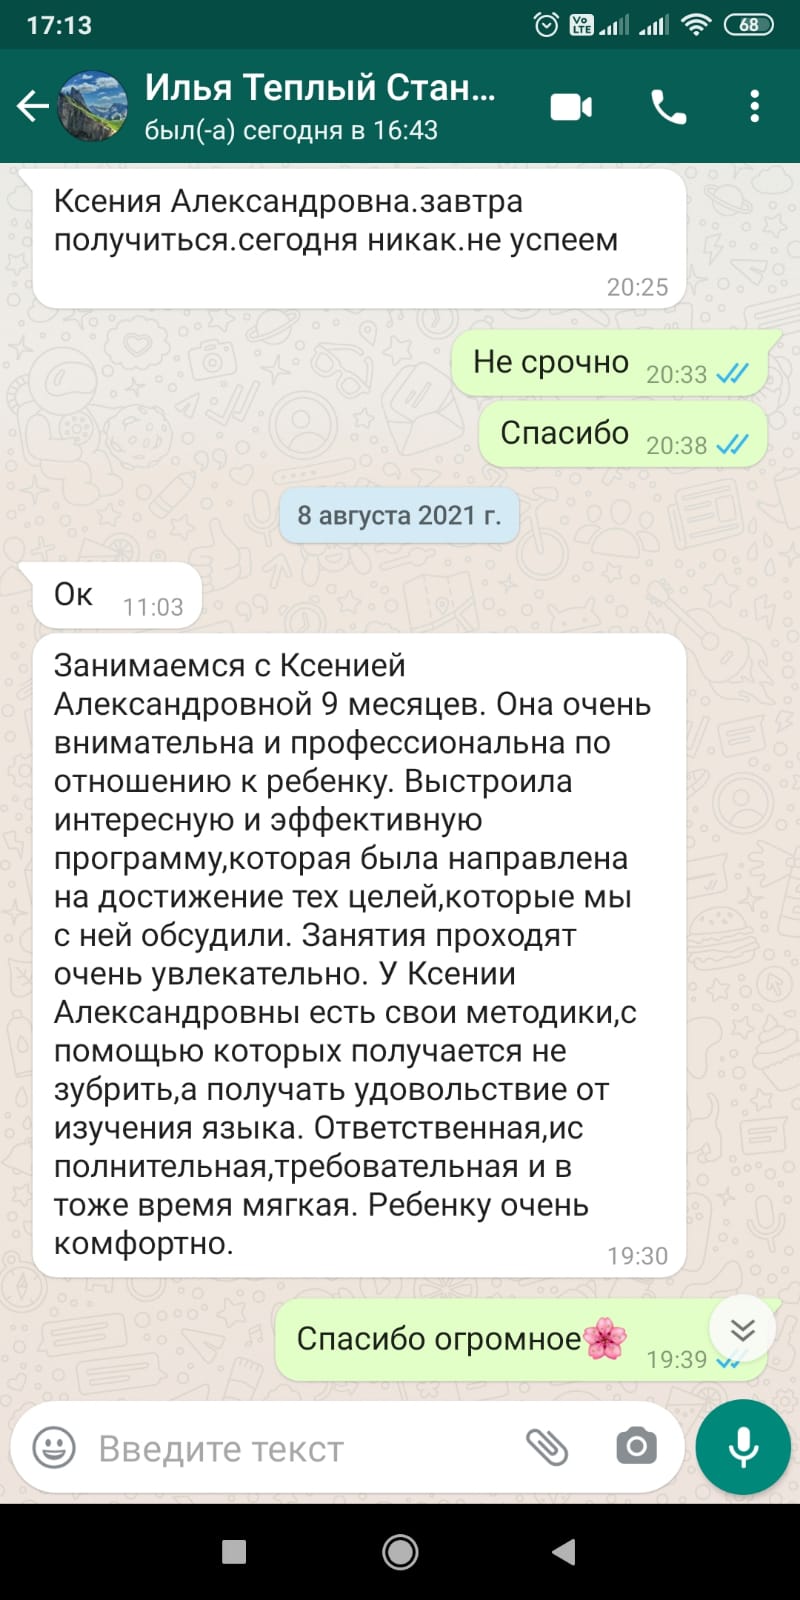 17:13
Vo LTE
68
Илья Теплый Стан...
был(-а) сегодня в 16:43
Ксения Александровна.завтра
получиться.сегодня никак.не успеем
20:25
Не срочно 20:33
Спасибо 20:38
8 августа 2021 г.
Ок 11:03
Занимаемся с Ксенией
Александровной 9 месяцев. Она очень
внимательна и профессиональна по
отношению к ребенку. Выстроила
интересную и эффективную
программу,которая была направлена
на достижение тех целей,которые мы
с ней обсудили. Занятия проходят
очень увлекательно. У Ксении
Александровны есть свои методики,с
помощью которых получается не
зубрить,а получать удовольствие от
изучения языка. Ответственная,ис
полнительная,требовательная и в
тоже время мягкая. Ребенку очень
комфортно.
19:30
Спасибо огромное🌸 19:39
Введите текст